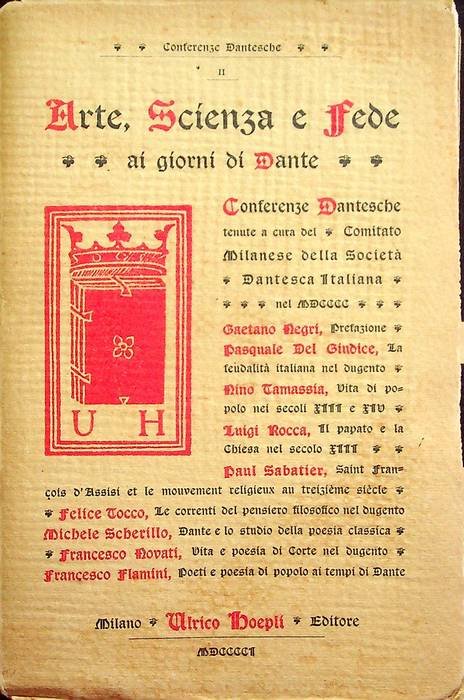 Conferenze Dantesche
II
Arte, Scienza e Fede
ai giorni di Dante
Conferenze Dantesche
tenute a cura del Comitato
Milanese della Società
Dantesca Italiana
nel MDCCCC
Gaetano Negri, Prefazione
Pasquale Del Giudice, La
feudalità italiana nel dugento
Nino Tamassia, Vita di po=
polo nei secoli XIII e XIV
Luigi Rocca, Il papato e la
Chiesa nel secolo XIII
Paul Sabatier, Saint Fran=
çois d'Assisi et le mouvement religieux au treizième siècle
Felice Tocco, Le correnti del pensiero filosofico nel dugento
Michele Scherillo, Dante e lo studio della poesia classica
Francesco Novati, Vita e poesia di Corte nel dugento
Francesco Flamini, Poeti e poesia di popolo ai tempi di Dante
U H
Milano Ulrico Hoepli Editore
MDCCCCI